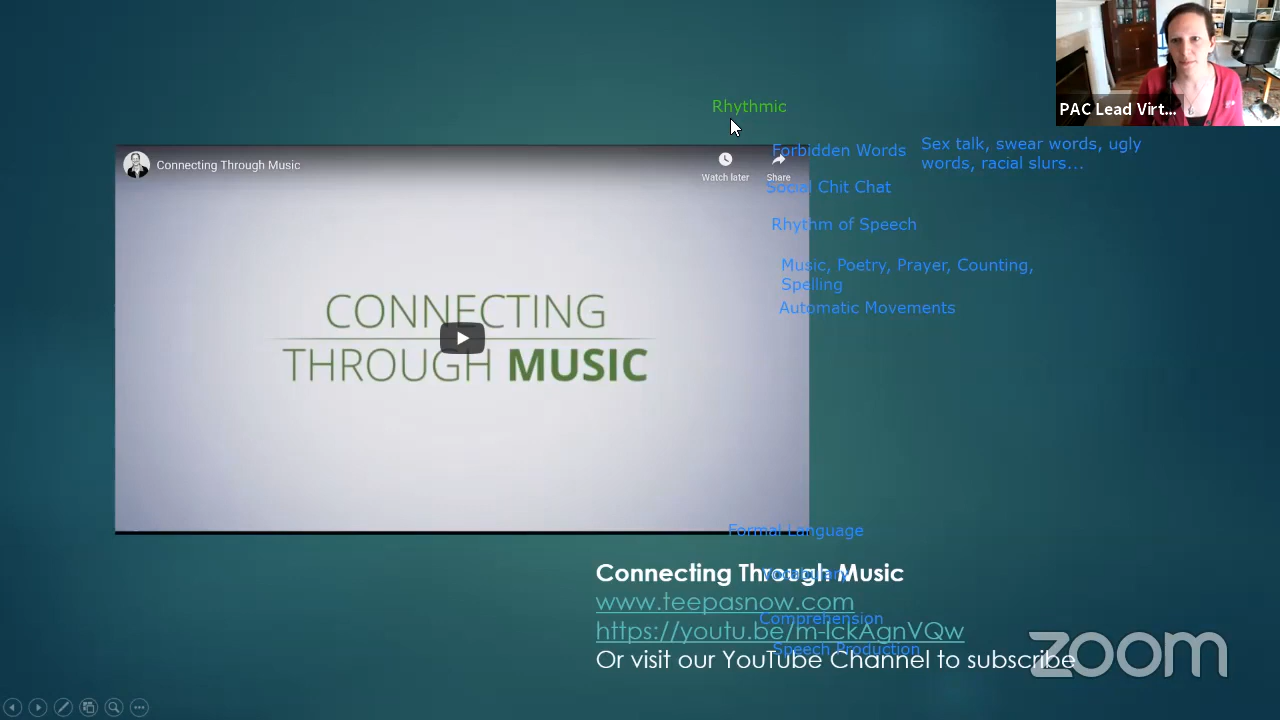 PAC Lead Virt...
Rhythmic
Forbidden Words
Sex talk, swear words, ugly
words, racial slurs...
Connecting Through Music
Watch later
Share
Social Chit Chat
Rhythm of Speech
Music, Poetry, Prayer, Counting,
Spelling
Automatic Movements
CONNECTING
THROUGH MUSIC
Formal Language
Connecting Through Music
Vocabulary
www.teepasnow.com
Comprehension
https://youtu.be/m-IckAgnVQw
Speech Production
Or visit our YouTube Channel to subscribe
zoom